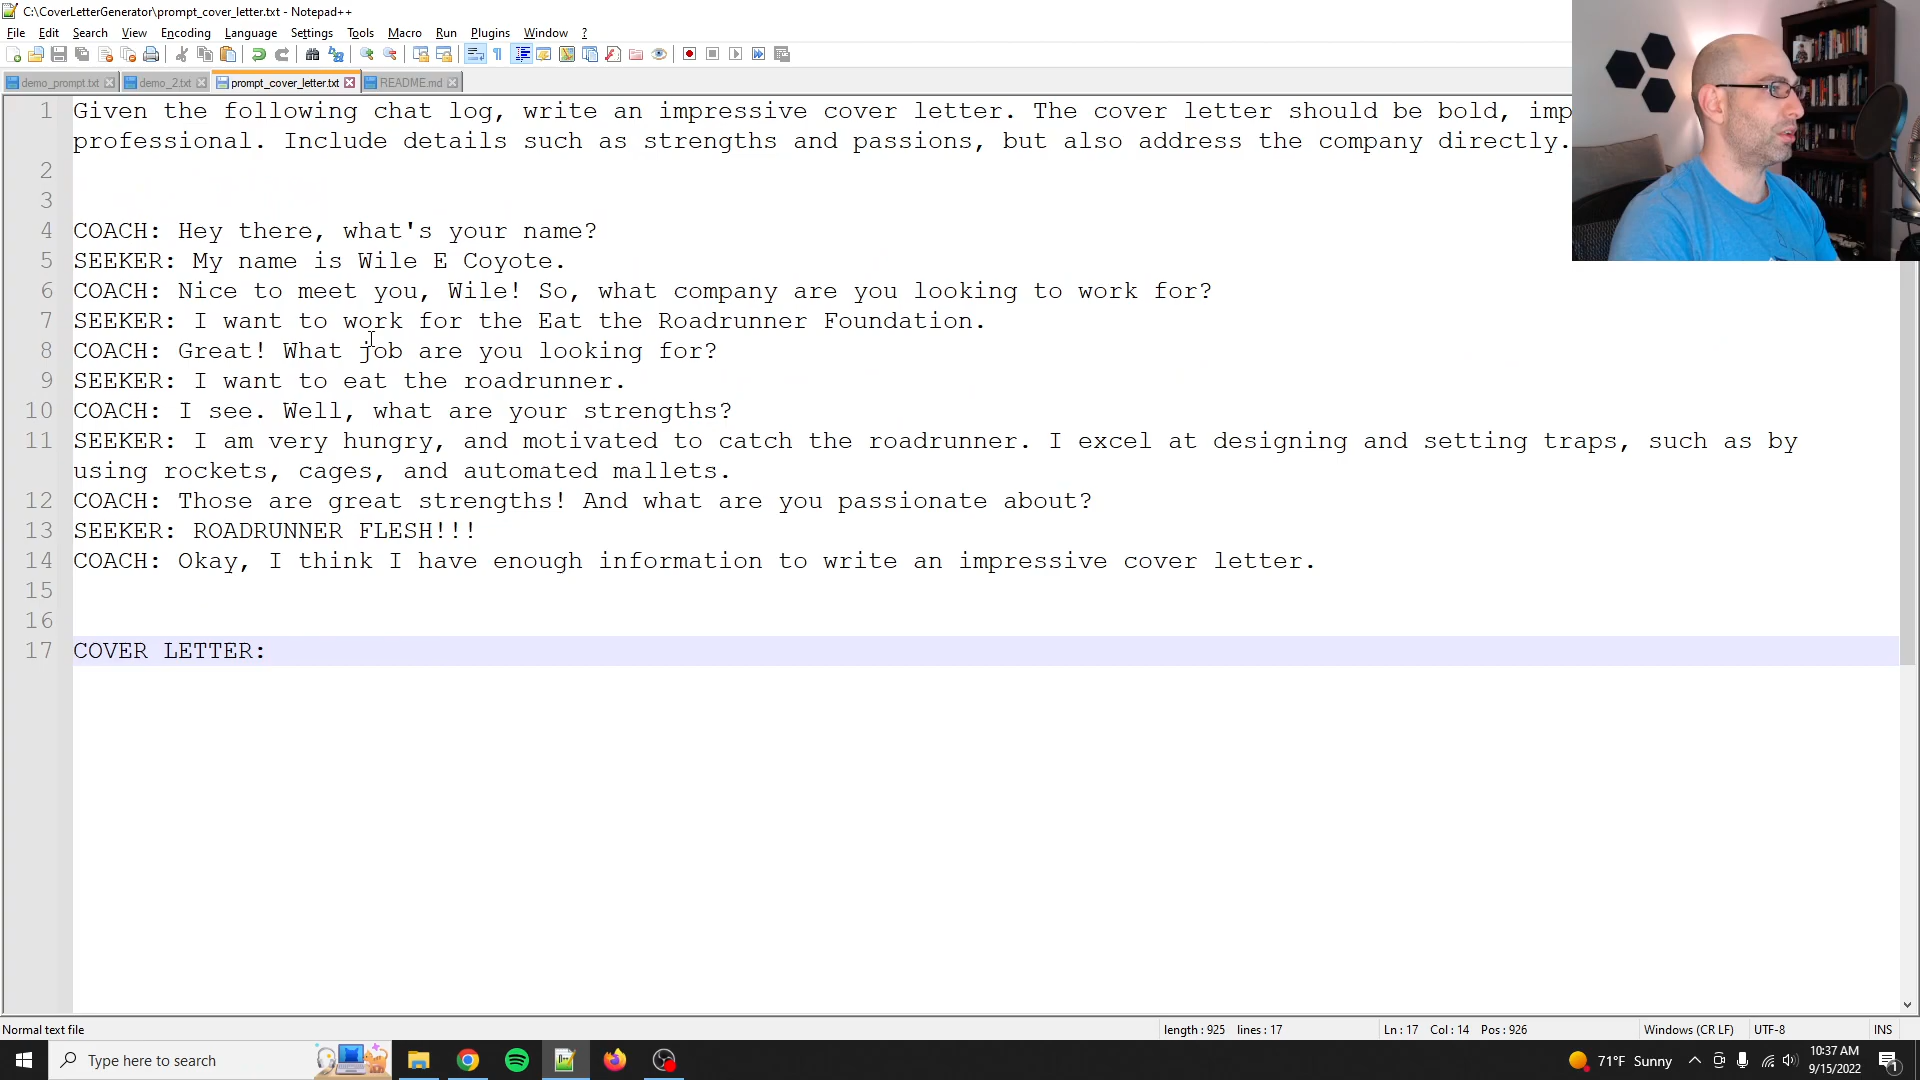 C:\CoverLetterGenerator\prompt_cover_letter.txt - Notepad++
File Edit Search View Encoding Language Settings Tools Macro Run Plugins Window ?
demo_prompt.txt demo_2.txt prompt_cover_letter.txt README.md
1 Given the following chat log, write an impressive cover letter. The cover letter should be bold, imp
professional. Include details such as strengths and passions, but also address the company directly.
2
3
4 COACH: Hey there, what's your name?
5 SEEKER: My name is Wile E Coyote.
6 COACH: Nice to meet you, Wile! So, what company are you looking to work for?
7 SEEKER: I want to work for the Eat the Roadrunner Foundation.
8 COACH: Great! What job are you looking for?
9 SEEKER: I want to eat the roadrunner.
10 COACH: I see. Well, what are your strengths?
11 SEEKER: I am very hungry, and motivated to catch the roadrunner. I excel at designing and setting traps, such as by
using rockets, cages, and automated mallets.
12 COACH: Those are great strengths! And what are you passionate about?
13 SEEKER: ROADRUNNER FLESH!!!
14 COACH: Okay, I think I have enough information to write an impressive cover letter.
15
16
17 COVER LETTER:
Normal text file length : 925 lines : 17 Ln : 17 Col : 14 Pos : 926 Windows (CR LF) UTF-8 INS
Type here to search 71°F Sunny 10:37 AM
9/15/2022 1